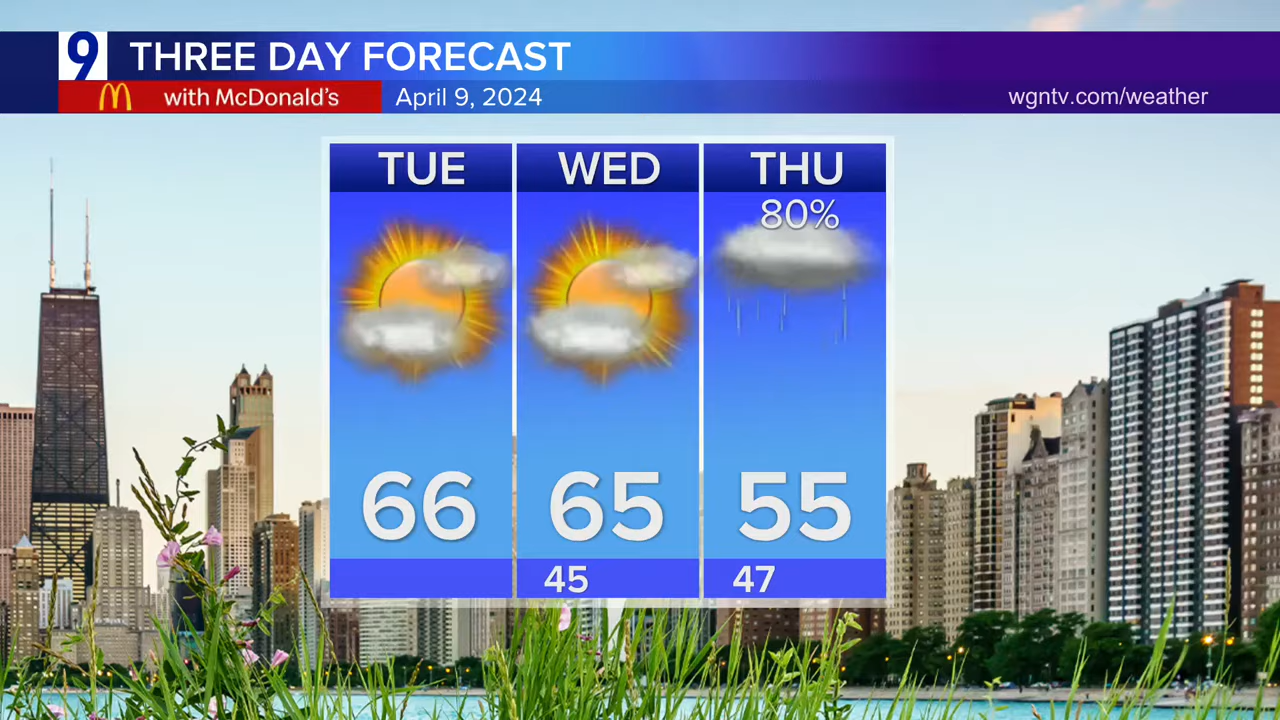 9 THREE DAY FORECAST
with McDonald's April 9, 2024 wgntv.com/weather
TUE WED THU
80%
66 65 55
45 47